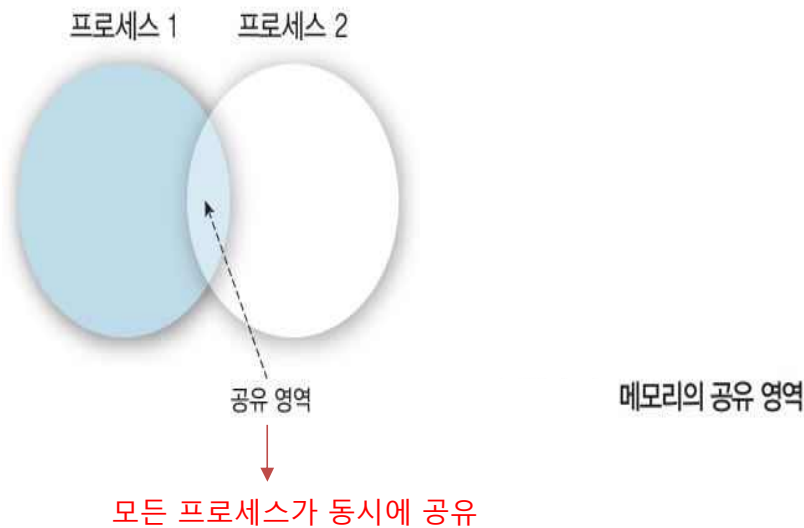 프로세스 1 프로세스 2
공유 영역
메모리의 공유 영역
모든 프로세스가 동시에 공유